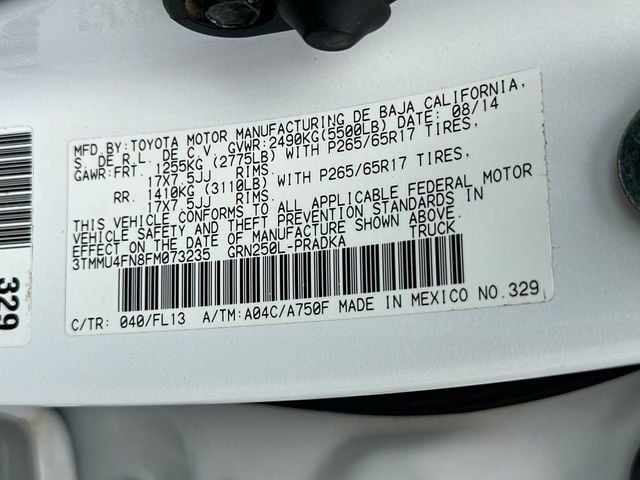 MFD.BY:TOYOTA MOTOR MANUFACTURING DE BAJA CALIFORNIA,
S. DE R.L. DE C.V. GVWR:2490KG(5500LB) DATE: 08/14
GAWR:FRT. 1255KG (2775LB) WITH P265/65R17 TIRES,
17X7.5JJ RIMS
RR. 1410KG (3110LB) WITH P265/65R17 TIRES,
17X7.5JJ RIMS
THIS VEHICLE CONFORMS TO ALL APPLICABLE FEDERAL MOTOR
VEHICLE SAFETY AND THEFT PREVENTION STANDARDS IN
EFFECT ON THE DATE OF MANUFACTURE SHOWN ABOVE.
3TMMU4FN8FM073235 GRN250L-PRADKA TRUCK
C/TR: 040/FL13 A/TM:A04C/A750F MADE IN MEXICO NO.329
329